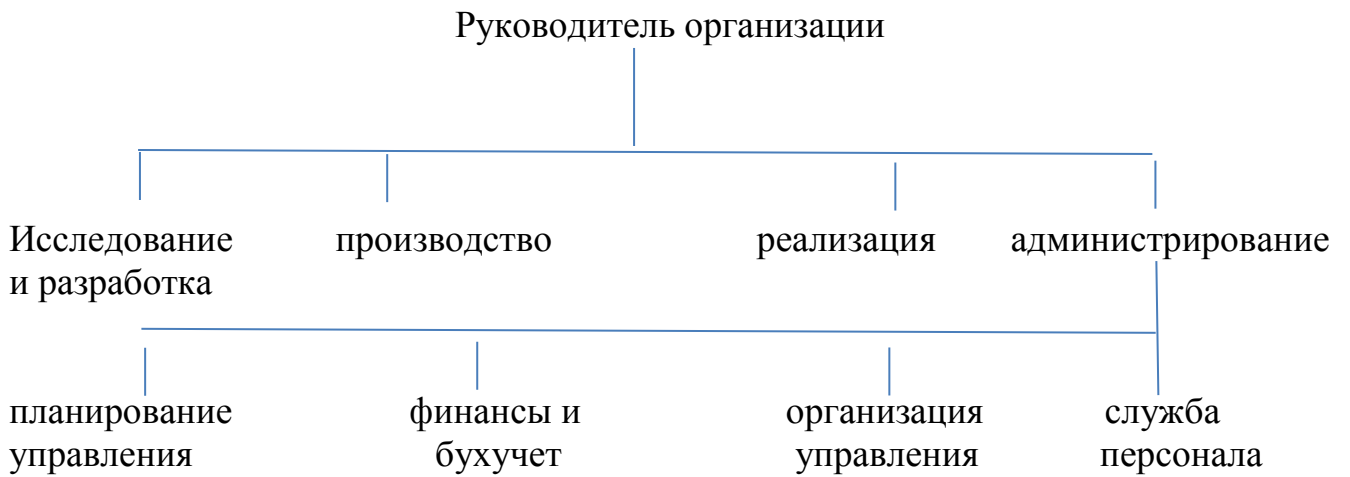 Руководитель организации
Исследование производство реализация администрирование
и разработка
планирование финансы и организация служба
управления бухучет управления персонала